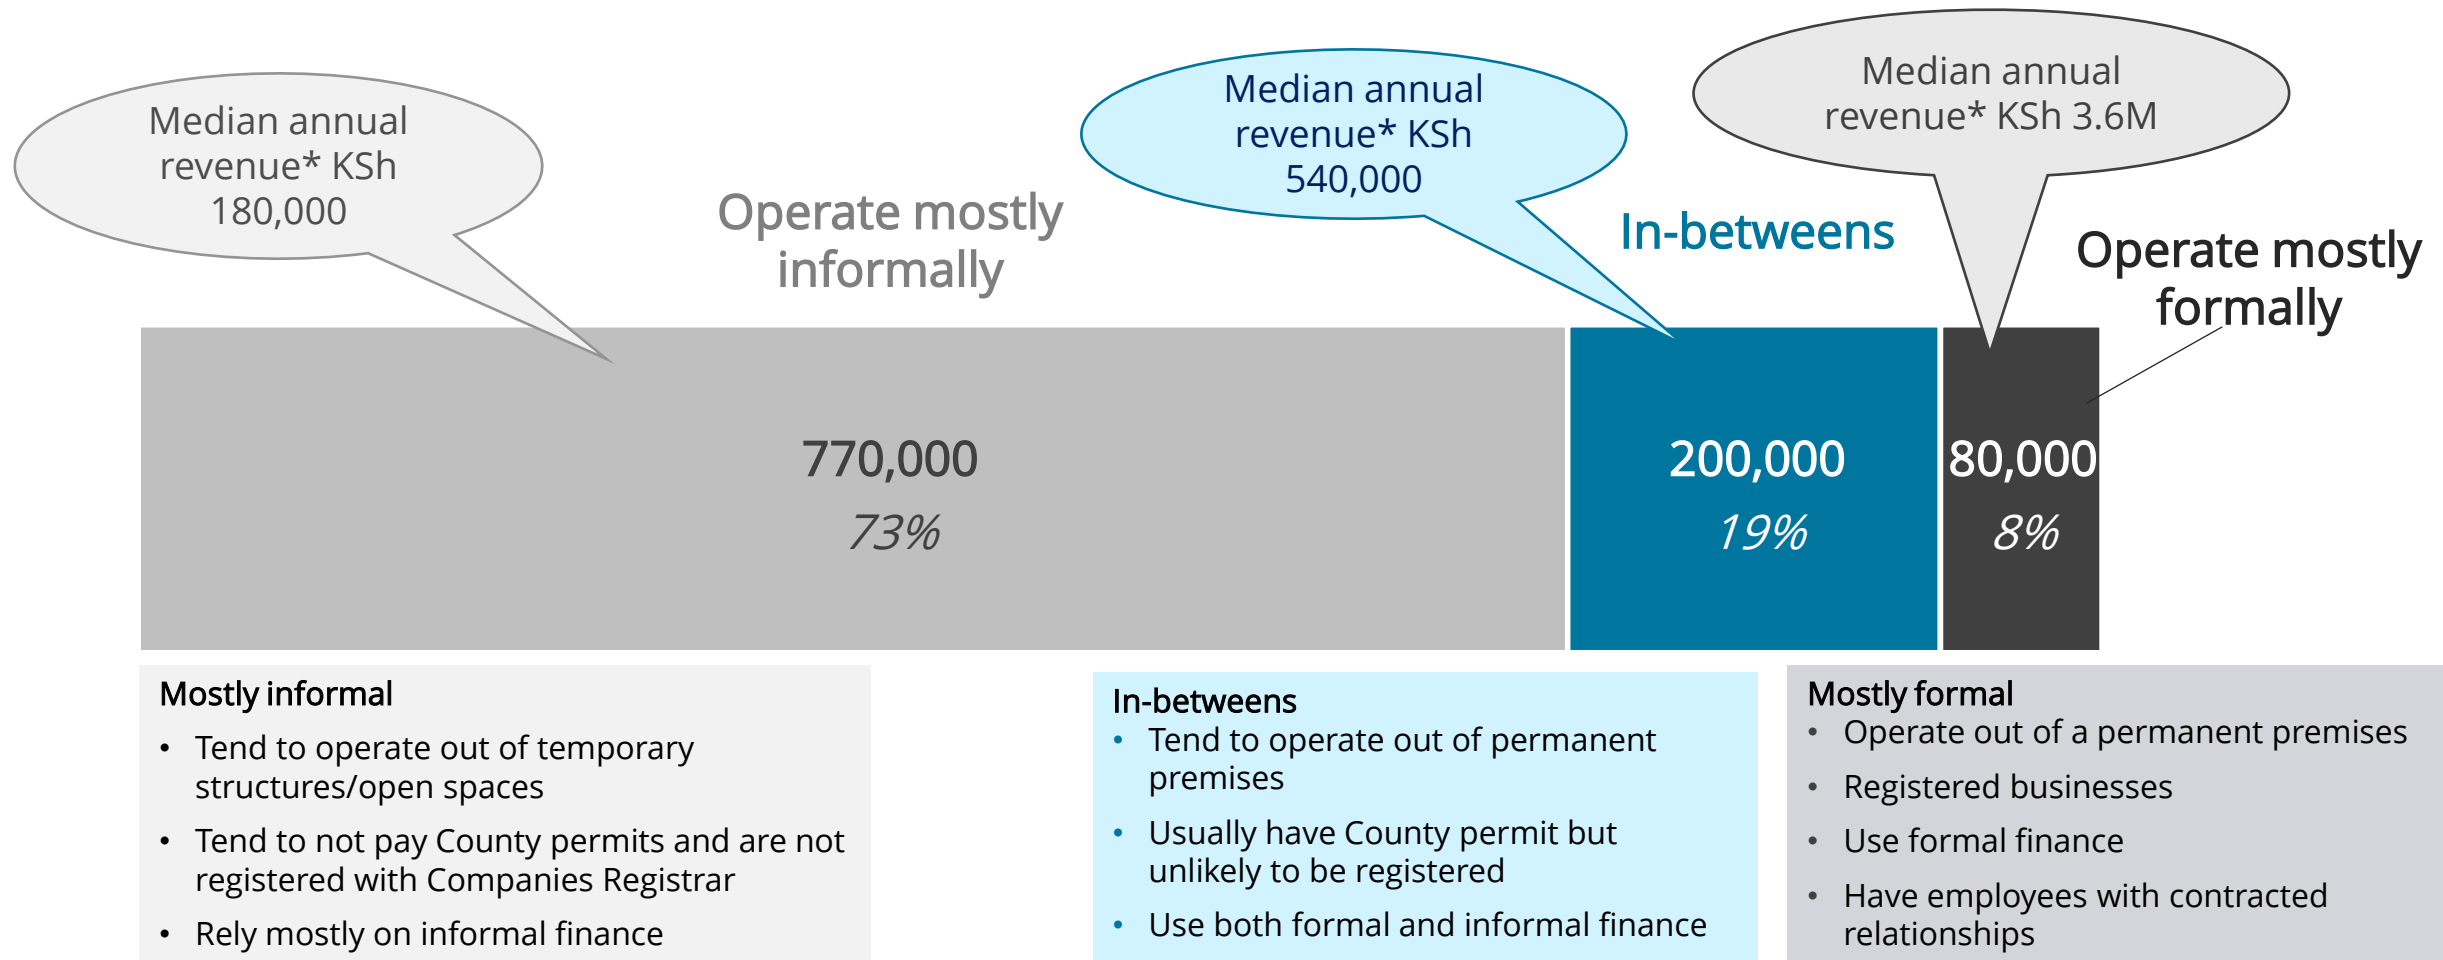 Median annual
revenue* KSh
180,000
Operate mostly
informally
Median annual
revenue* KSh
540,000
In-betweens
Median annual
revenue* KSh 3.6M
Operate mostly
formally
770,000
73%
200,000
19%
80,000
8%
Mostly informal
• Tend to operate out of temporary
structures/open spaces
• Tend to not pay County permits and are not
registered with Companies Registrar
• Rely mostly on informal finance
In-betweens
• Tend to operate out of permanent
premises
• Usually have County permit but
unlikely to be registered
• Use both formal and informal finance
Mostly formal
• Operate out of a permanent premises
• Registered businesses
• Use formal finance
• Have employees with contracted
relationships